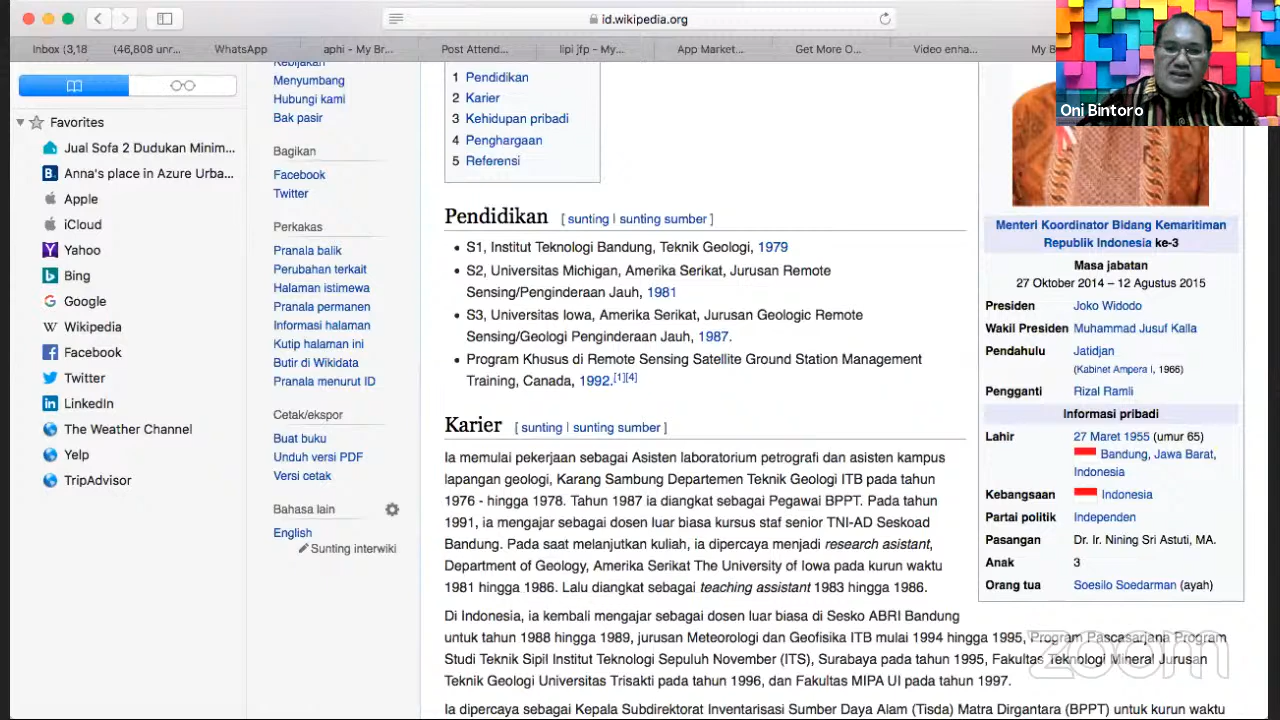 id.wikipedia.org
Inbox (3,18
(46,808 unr...
WhatsApp
aphi - My Br...
Post Attend...
lipi jfp - My...
App Market...
Get More O...
Video enha...
My B
Oni Bintoro
Favorites
Jual Sofa 2 Dudukan Minim...
Anna's place in Azure Urba...
Apple
iCloud
Yahoo
Bing
Google
Wikipedia
Facebook
Twitter
LinkedIn
The Weather Channel
Yelp
TripAdvisor
Kebijakan
Menyumbang
Hubungi kami
Bak pasir
Bagikan
Facebook
Twitter
Perkakas
Pranala balik
Perubahan terkait
Halaman istimewa
Pranala permanen
Informasi halaman
Kutip halaman ini
Butir di Wikidata
Pranala menurut ID
Cetak/ekspor
Buat buku
Unduh versi PDF
Versi cetak
Bahasa lain
English
Sunting interwiki
1 Pendidikan
2 Karier
3 Kehidupan pribadi
4 Penghargaan
5 Referensi
Pendidikan [ sunting | sunting sumber ]
• S1, Institut Teknologi Bandung, Teknik Geologi, 1979
• S2, Universitas Michigan, Amerika Serikat, Jurusan Remote
Sensing/Penginderaan Jauh, 1981
• S3, Universitas Iowa, Amerika Serikat, Jurusan Geologic Remote
Sensing/Geologi Penginderaan Jauh, 1987.
• Program Khusus di Remote Sensing Satellite Ground Station Management
Training, Canada, 1992.[1][4]
Karier [ sunting | sunting sumber ]
Ia memulai pekerjaan sebagai Asisten laboratorium petrografi dan asisten kampus
lapangan geologi, Karang Sambung Departemen Teknik Geologi ITB pada tahun
1976 - hingga 1978. Tahun 1987 ia diangkat sebagai Pegawai BPPT. Pada tahun
1991, ia mengajar sebagai dosen luar biasa kursus staf senior TNI-AD Seskoad
Bandung. Pada saat melanjutkan kuliah, ia dipercaya menjadi research asistant,
Department of Geology, Amerika Serikat The University of Iowa pada kurun waktu
1981 hingga 1986. Lalu diangkat sebagai teaching assistant 1983 hingga 1986.
Di Indonesia, ia kembali mengajar sebagai dosen luar biasa di Sesko ABRI Bandung
untuk tahun 1988 hingga 1989, jurusan Meteorologi dan Geofisika ITB mulai 1994 hingga 1995, Program Pascasarjana Program
Studi Teknik Sipil Institut Teknologi Sepuluh November (ITS), Surabaya pada tahun 1995, Fakultas Teknologi Mineral Jurusan
Teknik Geologi Universitas Trisakti pada tahun 1996, dan Fakultas MIPA UI pada tahun 1997.
Ia dipercaya sebagai Kepala Subdirektorat Inventarisasi Sumber Daya Alam (Tisda) Matra Dirgantara (BPPT) untuk kurun waktu
Menteri Koordinator Bidang Kemaritiman
Republik Indonesia ke-3
Masa jabatan
27 Oktober 2014 – 12 Agustus 2015
Presiden Joko Widodo
Wakil Presiden Muhammad Jusuf Kalla
Pendahulu Jatidjan
(Kabinet Ampera I, 1966)
Pengganti Rizal Ramli
Informasi pribadi
Lahir 27 Maret 1955 (umur 65)
Bandung, Jawa Barat,
Indonesia
Kebangsaan Indonesia
Partai politik Independen
Pasangan Dr. Ir. Nining Sri Astuti, MA.
Anak 3
Orang tua Soesilo Soedarman (ayah)
zoom